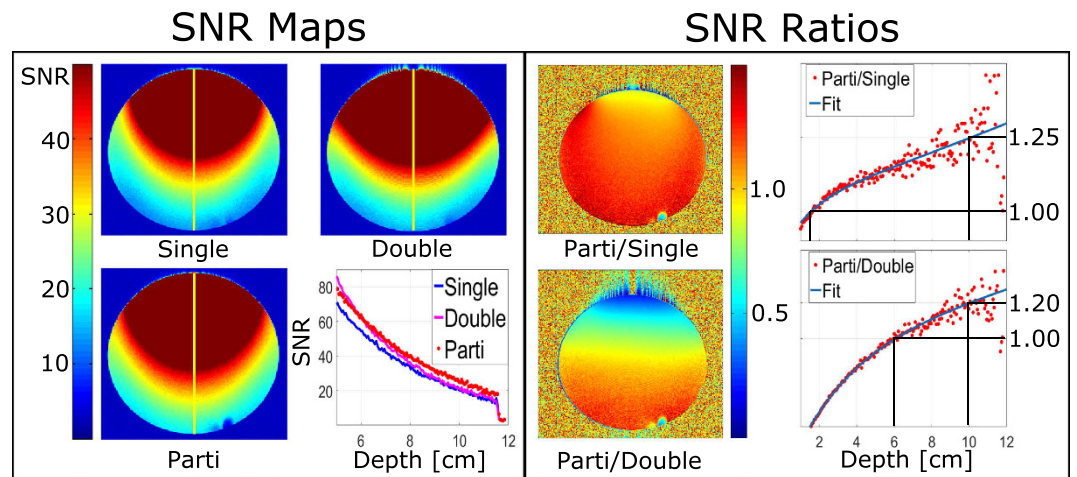 SNR Maps
SNR Ratios
SNR
40
30
20
10
Single
Double
Parti
80
60
40
20
SNR
Single
Double
Parti
6
8
10
12
Depth [cm]
Parti/Single
Parti/Double
1.0
0.5
Parti/Single
Fit
1.25
1.00
Parti/Double
Fit
1.20
1.00
2
4
6
8
10
12
Depth [cm]